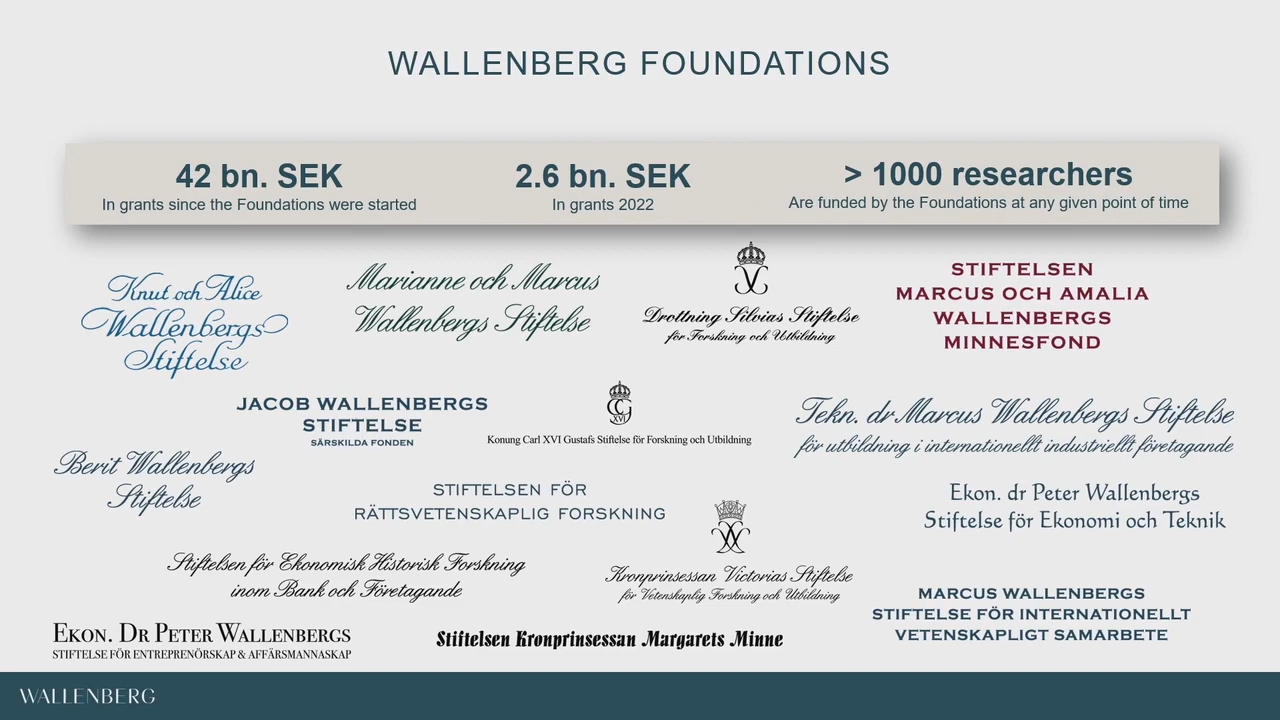 WALLENBERG FOUNDATIONS
42 bn. SEK
In grants since the Foundations were started
2.6 bn. SEK
In grants 2022
> 1000 researchers
Are funded by the Foundations at any given point of time
Knut och Alice
Wallenbergs
Stiftelse
Marianne och Marcus
Wallenbergs Stiftelse
Drottning Silvias Stiftelse
för Forskning och Utbildning
STIFTELSEN
MARCUS OCH AMALIA
WALLENBERGS
MINNESFOND
JACOB WALLENBERGS
STIFTELSE
SÄRSKILDA FONDEN
XVI
Konung Carl XVI Gustafs Stiftelse för Forskning och Utbildning
Tekn. dr Marcus Wallenbergs Stiftelse
för utbildning i internationellt industriellt företagande
Berit Wallenbergs
Stiftelse
STIFTELSEN FÖR
RÄTTSVETENSKAPLIG FORSKNING
Ekon. dr Peter Wallenbergs
Stiftelse för Ekonomi och Teknik
Stiftelsen för Ekonomisk Historisk Forskning
inom Bank och Företagande
Kronprinsessan Victorias Stiftelse
för Vetenskaplig Forskning och Utbildning
MARCUS WALLENBERGS
STIFTELSE FÖR INTERNATIONELLT
VETENSKAPLIGT SAMARBETE
EKON. DR PETER WALLENBERGS
STIFTELSE FÖR ENTREPRENÖRSKAP & AFFÄRSMANNASKAP
Stiftelsen Kronprinsessan Margarets Minne
WALLENBERG